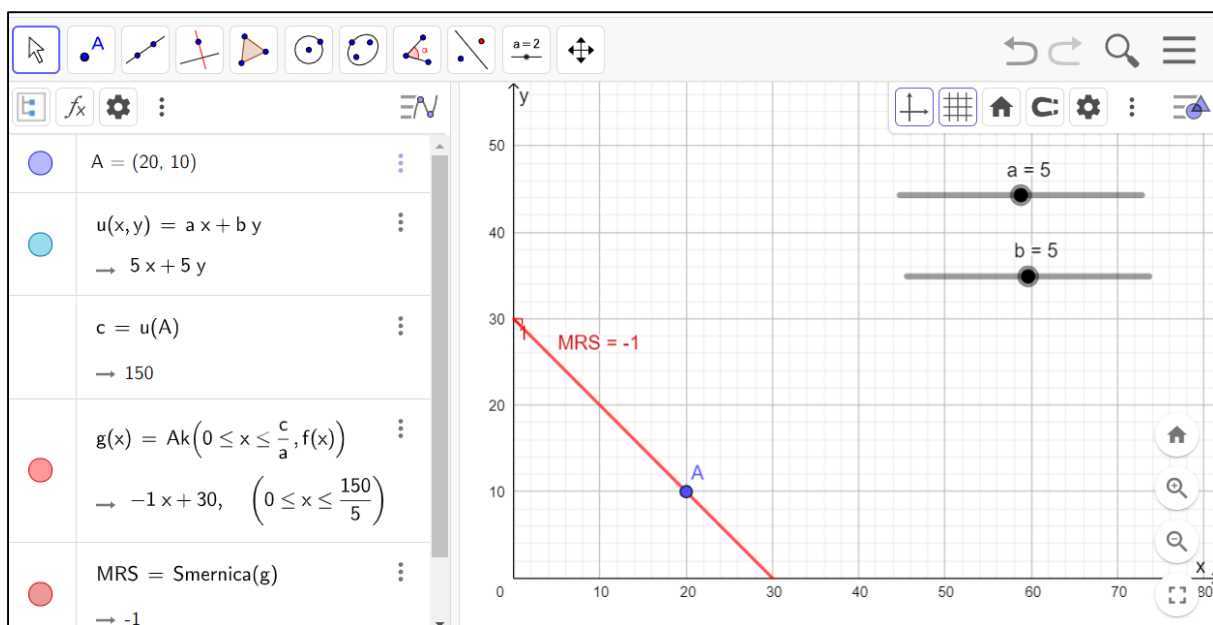 A
α
a=2
fx
A = (20, 10)
u(x,y) = a x + b y
→ 5 x + 5 y
c = u(A)
→ 150
g(x) = Ak(0 ≤ x ≤ c/a, f(x))
→ -1 x + 30, (0 ≤ x ≤ 150/5)
MRS = Smernica(g)
→ -1
y
50
40
30
20
10
0
10
20
30
40
50
60
70
80
x
a = 5
b = 5
1
MRS = -1
A